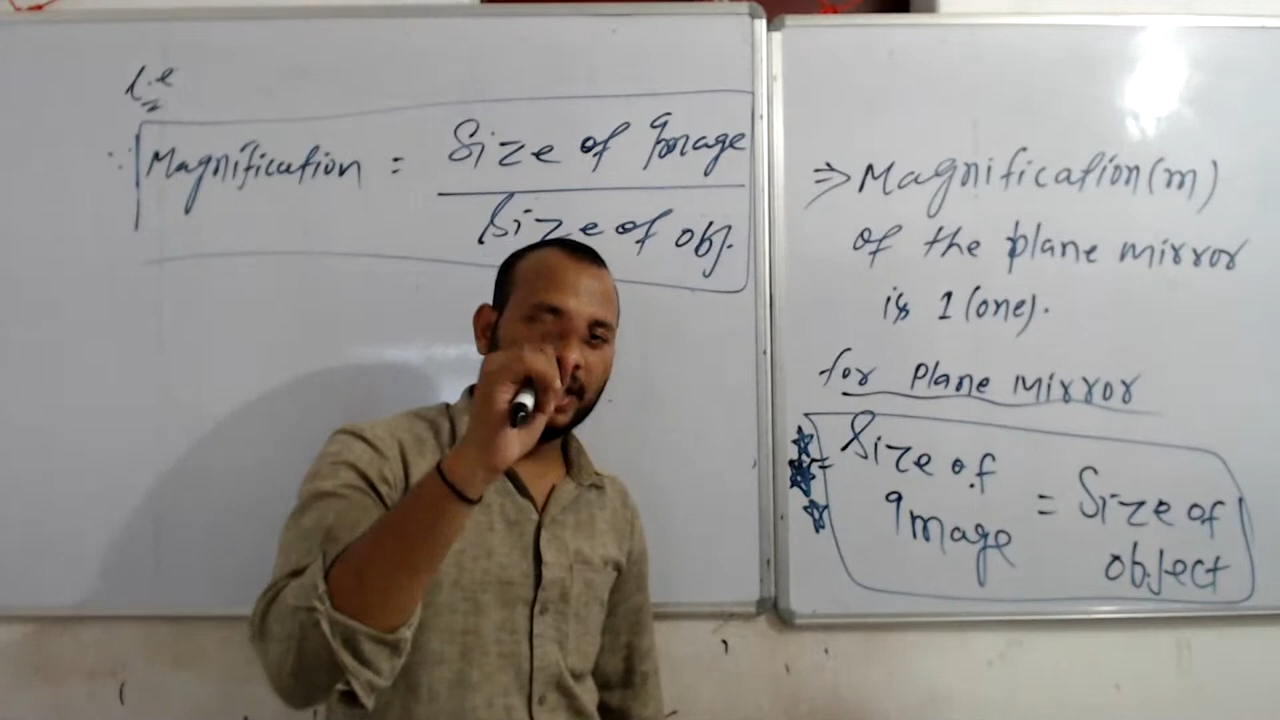 i.e
∴ Magnification = Size of Image
Size of obj.
⇒ Magnification (m)
of the plane mirror
is 1 (one).
for Plane Mirror
Size of Image = Size of object